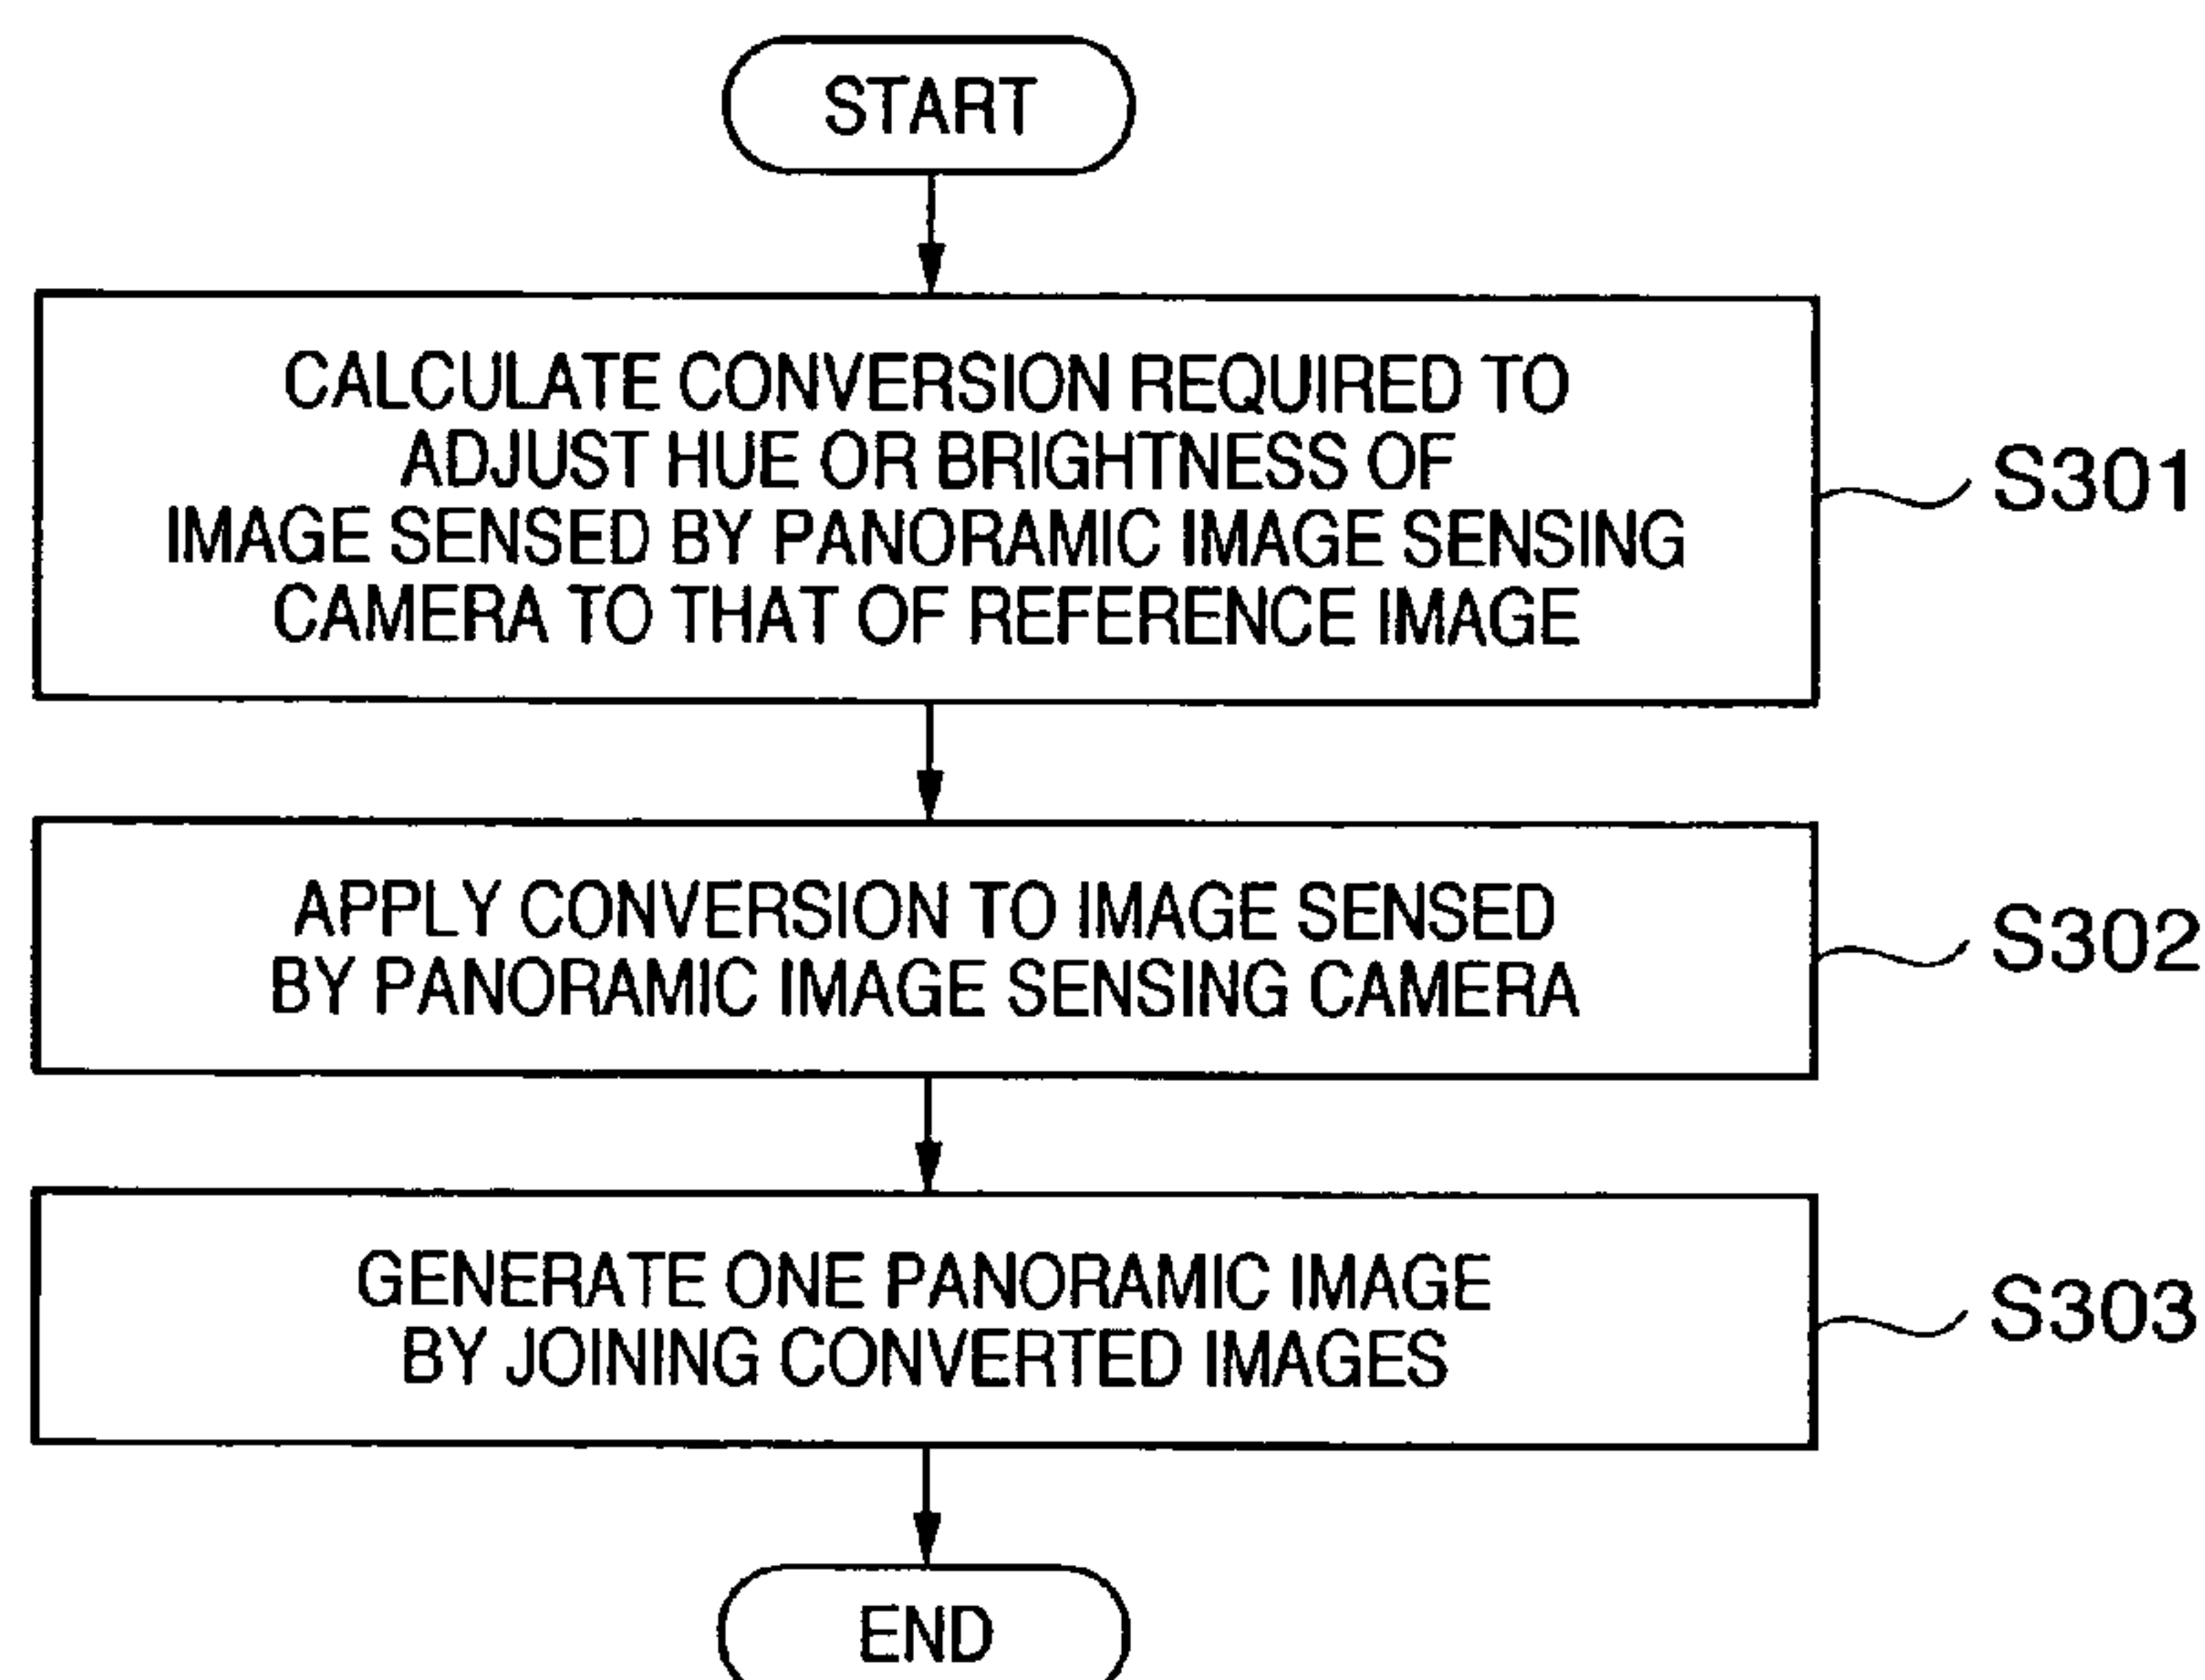 START
CALCULATE CONVERSION REQUIRED TO
ADJUST HUE OR BRIGHTNESS OF
IMAGE SENSED BY PANORAMIC IMAGE SENSING
CAMERA TO THAT OF REFERENCE IMAGE
S301
APPLY CONVERSION TO IMAGE SENSED
BY PANORAMIC IMAGE SENSING CAMERA
S302
GENERATE ONE PANORAMIC IMAGE
BY JOINING CONVERTED IMAGES
S303
END